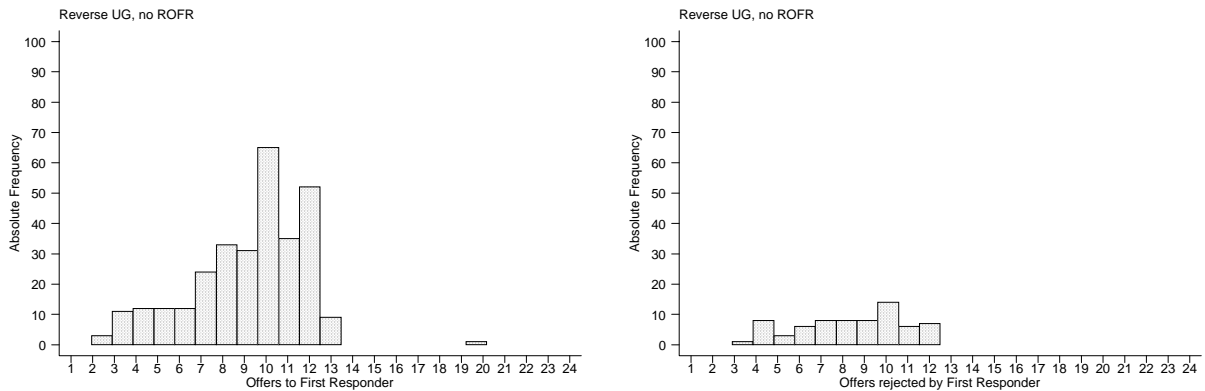 Reverse UG, no ROFR
100
90
80
70
60
50
40
30
20
10
0
Absolute Frequency
1 2 3 4 5 6 7 8 9 10 11 12 13 14 15 16 17 18 19 20 21 22 23 24
Offers to First Responder
Reverse UG, no ROFR
100
90
80
70
60
50
40
30
20
10
0
Absolute Frequency
1 2 3 4 5 6 7 8 9 10 11 12 13 14 15 16 17 18 19 20 21 22 23 24
Offers rejected by First Responder